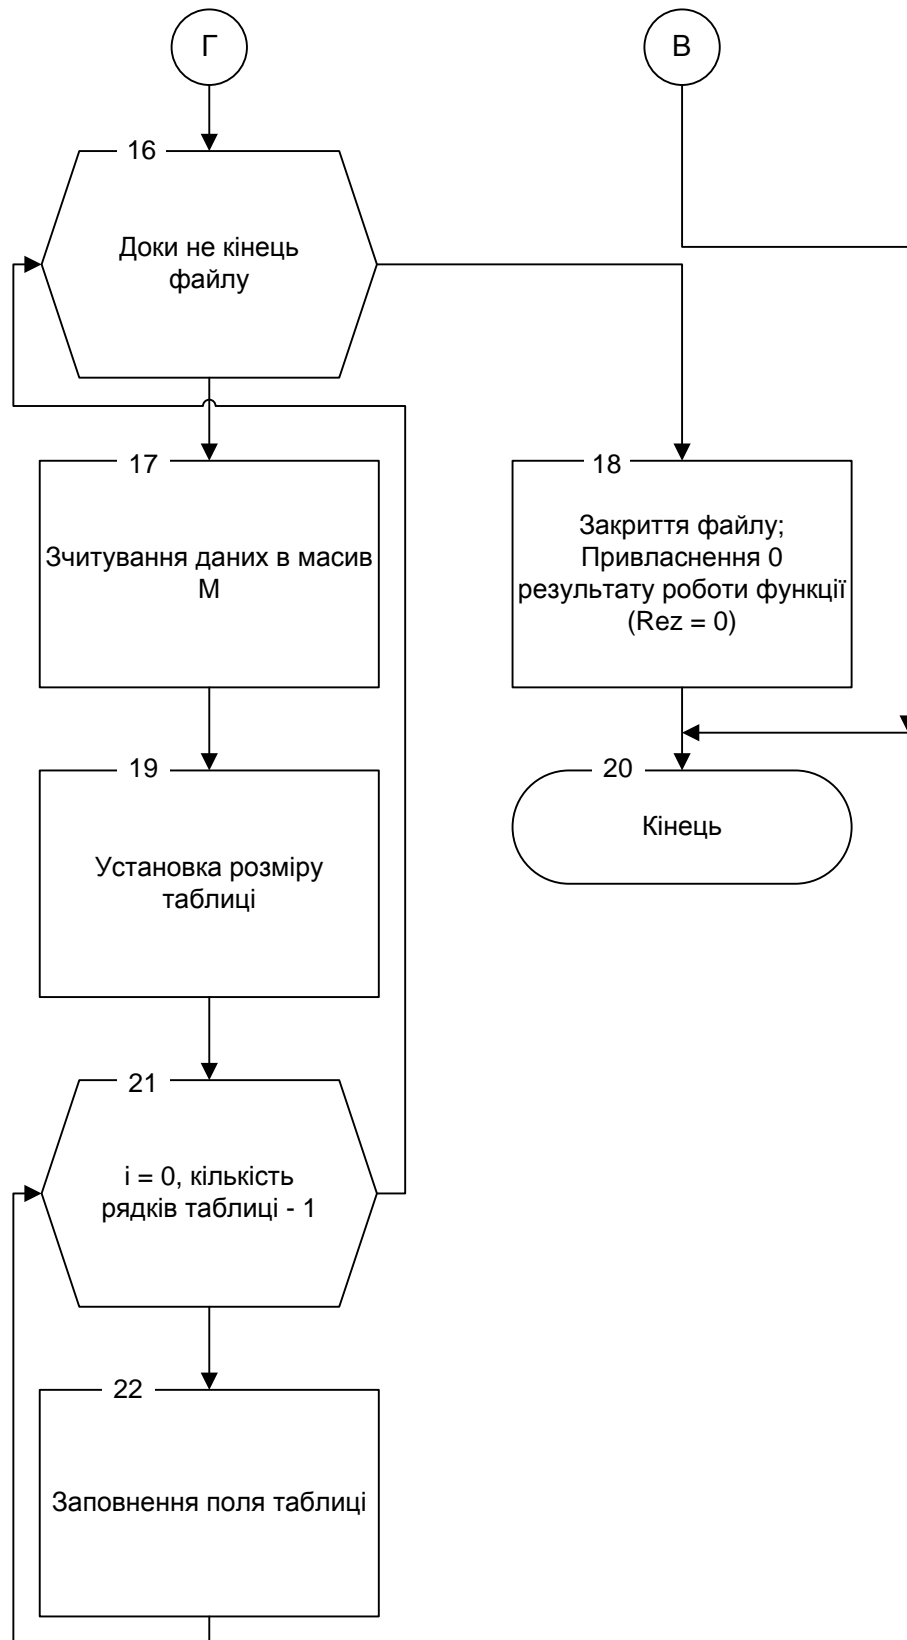 Г
В
16
Доки не кінець
файлу
17
Зчитування даних в масив
М
18
Закриття файлу;
Привласнення 0
результату роботи функції
(Rez = 0)
19
Установка розміру
таблиці
20
Кінець
21
i = 0, кількість
рядків таблиці - 1
22
Заповнення поля таблиці